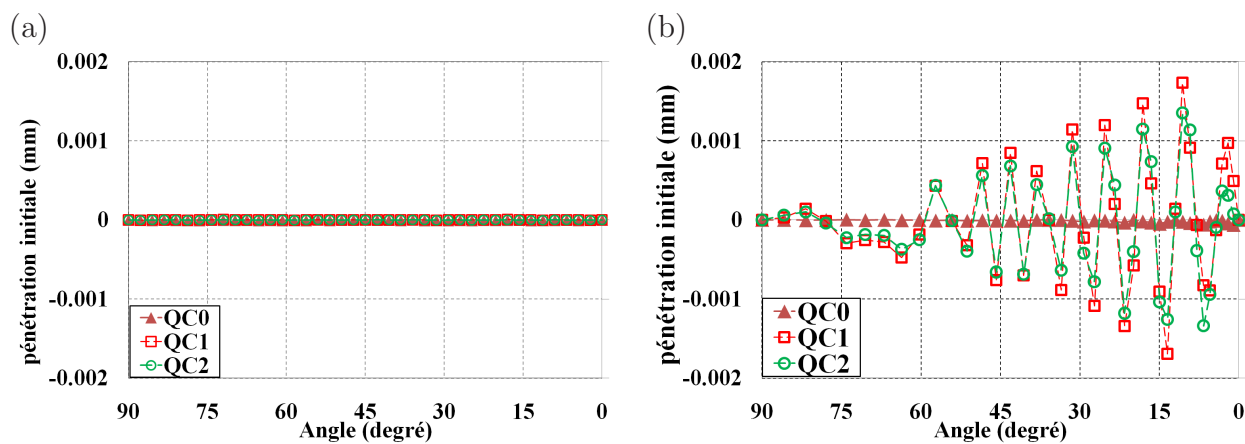 (a)
pénétration initiale (mm)
0.002
0.001
0
-0.001
-0.002
QC0
QC1
QC2
90 75 60 45 30 15 0
Angle (degré)
(b)
pénétration initiale (mm)
0.002
0.001
0
-0.001
-0.002
QC0
QC1
QC2
90 75 60 45 30 15 0
Angle (degré)